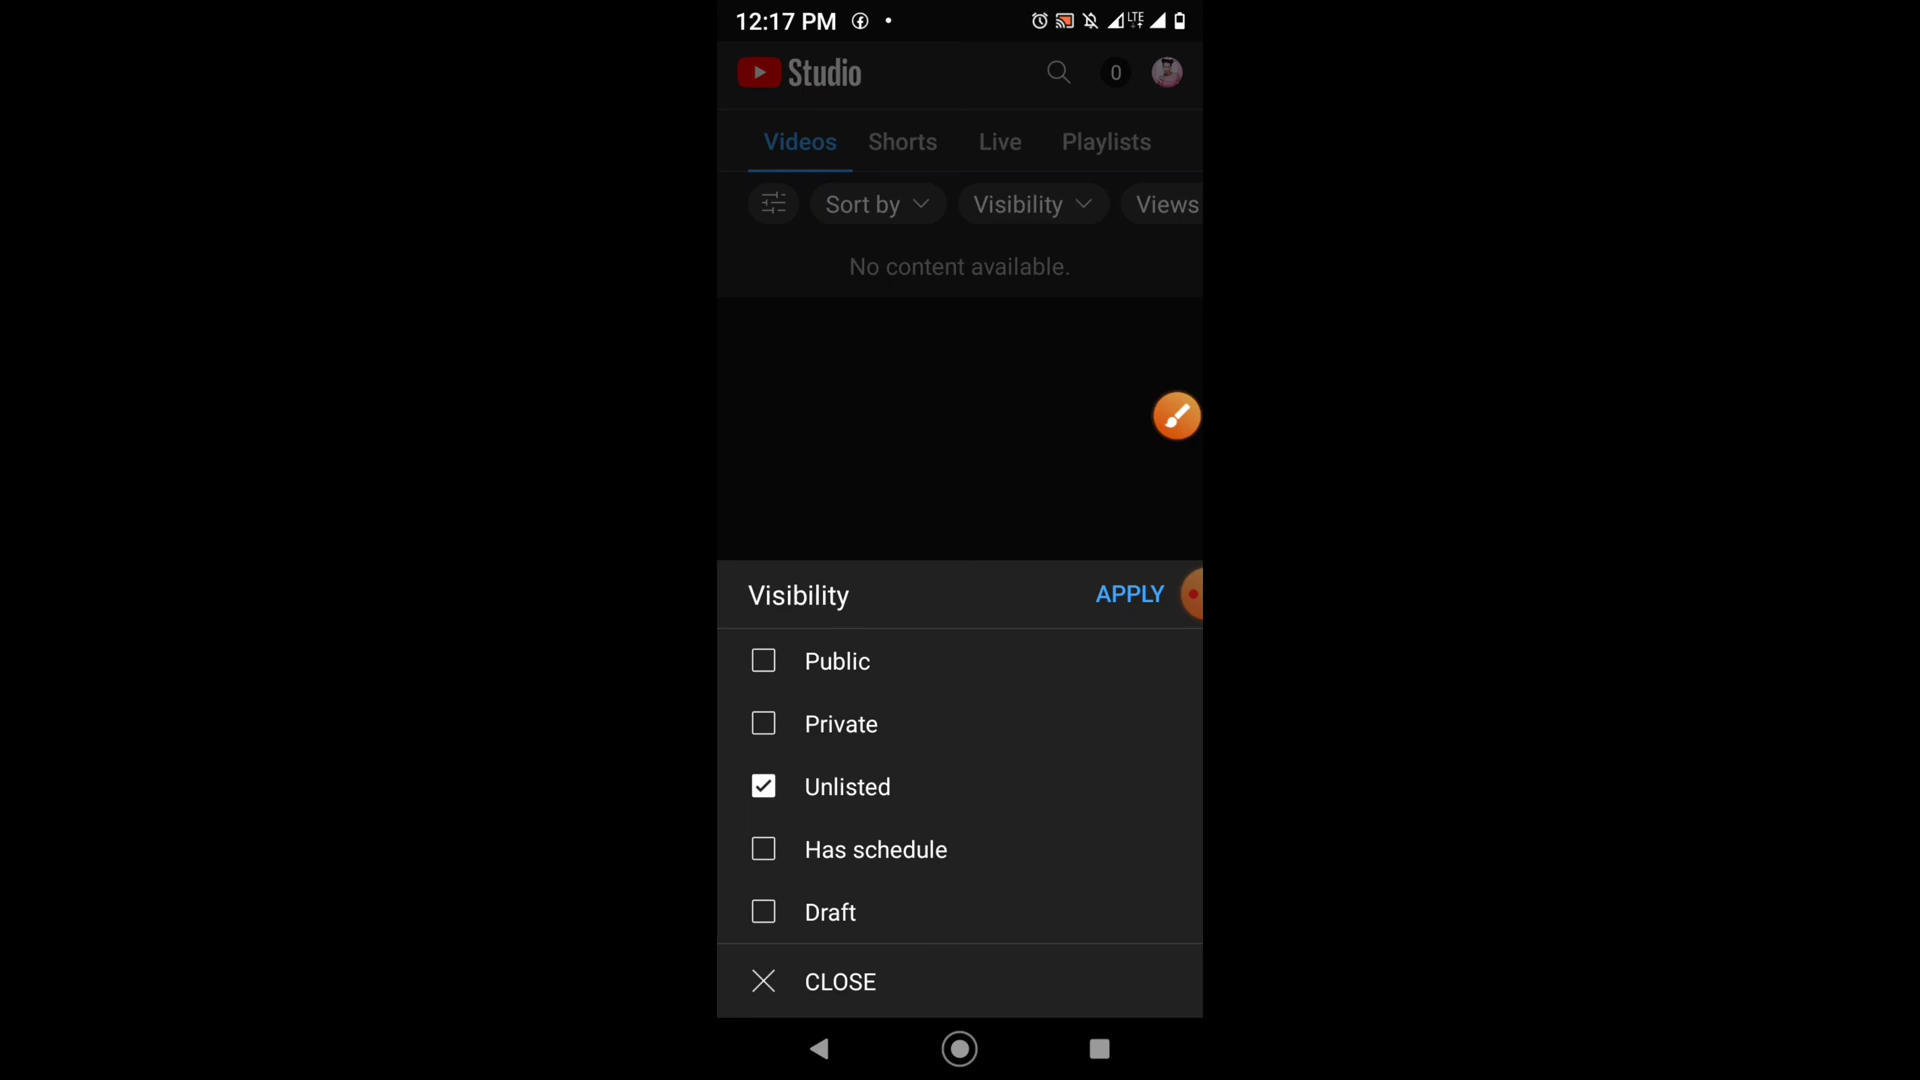 12:17 PM
LTE
Studio
0
Videos Shorts Live Playlists
Sort by Visibility Views
No content available.
Visibility APPLY
Public
Private
Unlisted
Has schedule
Draft
CLOSE